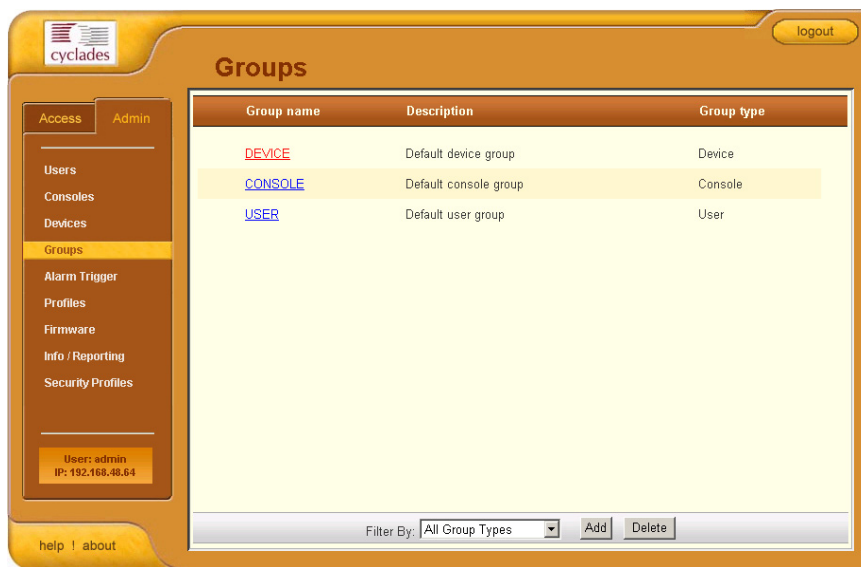 cyclades
logout
Groups
Access Admin
Users
Consoles
Devices
Groups
Alarm Trigger
Profiles
Firmware
Info / Reporting
Security Profiles
User: admin
IP: 192.168.48.64
help ! about
Group name Description Group type
DEVICE Default device group Device
CONSOLE Default console group Console
USER Default user group User
Filter By: All Group Types Add Delete